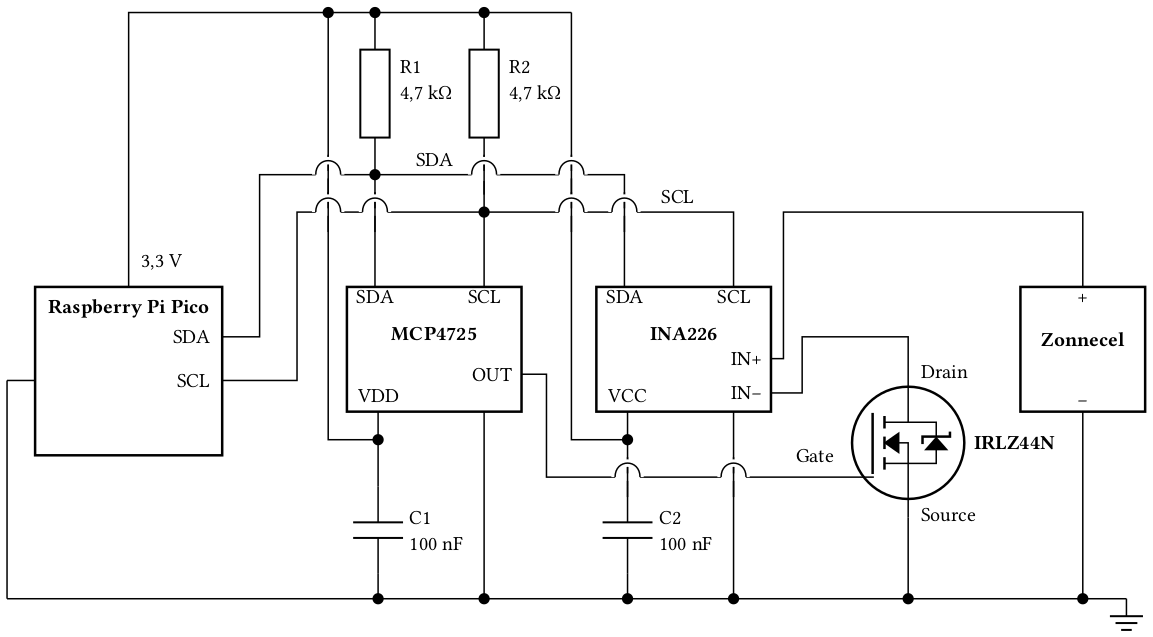 R1
4,7 kΩ
R2
4,7 kΩ
SDA
SCL
3,3 V
Raspberry Pi Pico
SDA
SCL
SDA
SCL
MCP4725
OUT
VDD
SDA
SCL
INA226
IN+
IN−
VCC
+
Zonnecel
−
Drain
Gate
IRLZ44N
Source
C1
100 nF
C2
100 nF